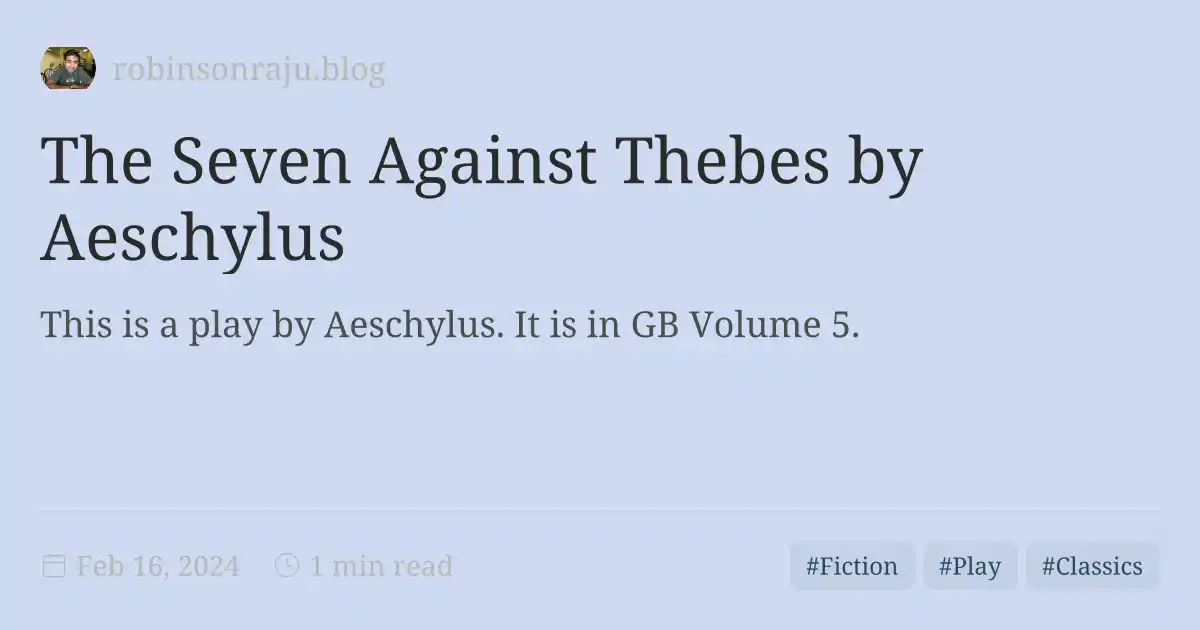 robinsonraju.blog
The Seven Against Thebes by
Aeschylus
This is a play by Aeschylus. It is in GB Volume 5.
Feb 16, 2024 1 min read #Fiction #Play #Classics